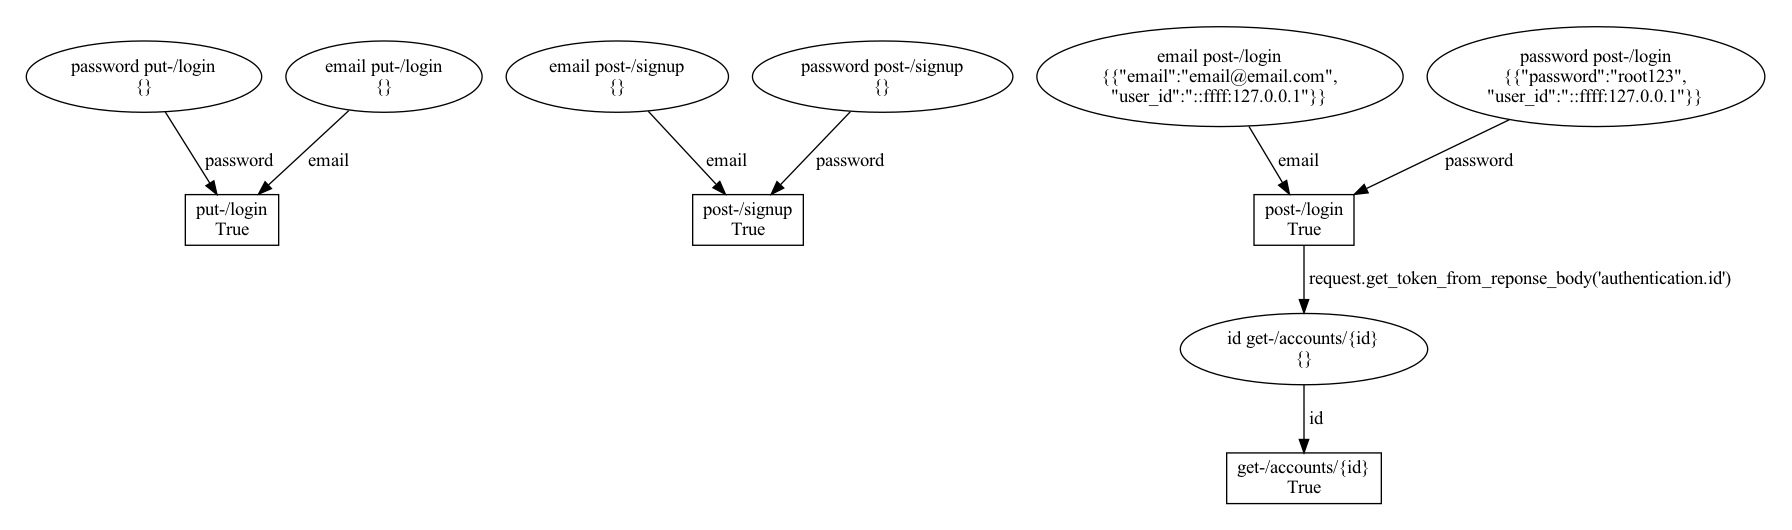 password put-/login
{}
email put-/login
{}
email post-/signup
{}
password post-/signup
{}
email post-/login
{{"email":"email@email.com",
"user_id":"::ffff:127.0.0.1"}}
password post-/login
{{"password":"root123",
"user_id":"::ffff:127.0.0.1"}}
password
email
email
password
email
password
put-/login
True
post-/signup
True
post-/login
True
request.get_token_from_reponse_body('authentication.id')
id get-/accounts/{id}
{}
id
get-/accounts/{id}
True